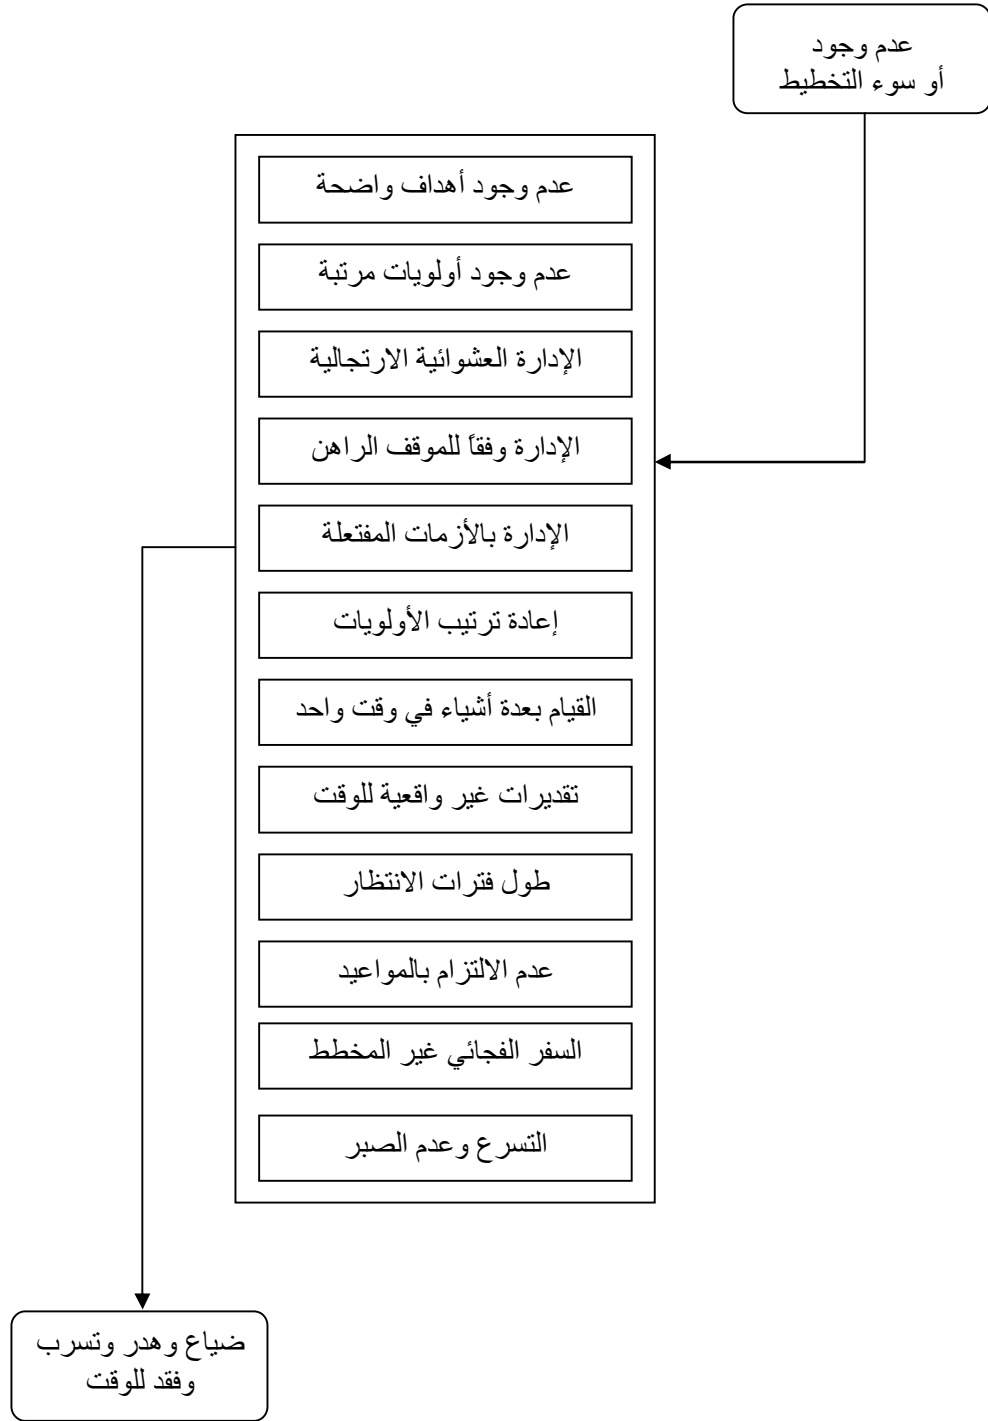 عدم وجود
أو سوء التخطيط
عدم وجود أهداف واضحة
عدم وجود أولويات مرتبة
الإدارة العشوائية الارتجالية
الإدارة وفقاً للموقف الراهن
الإدارة بالأزمات المفتعلة
إعادة ترتيب الأولويات
القيام بعدة أشياء في وقت واحد
تقديرات غير واقعية للوقت
طول فترات الانتظار
عدم الالتزام بالمواعيد
السفر الفجائي غير المخطط
التسرع وعدم الصبر
ضياع وهدر وتسرب
وفقد للوقت